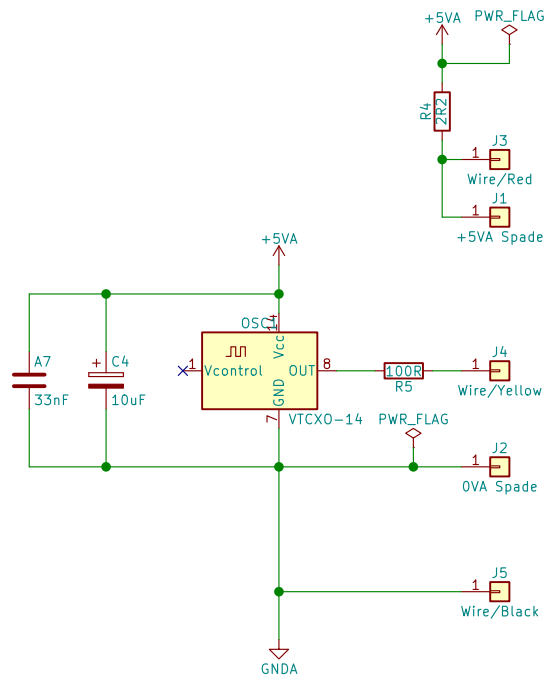 +5VA
PWR_FLAG
R4
2R2
J3
1
Wire/Red
J1
1
+5VA Spade
+5VA
OSC1
14
Vcc
A7
33nF
C4
+
10uF
1
Vcontrol
OUT
8
GND
7
VTCXO-14
100R
R5
J4
1
Wire/Yellow
PWR_FLAG
J2
1
0VA Spade
J5
1
Wire/Black
GNDA